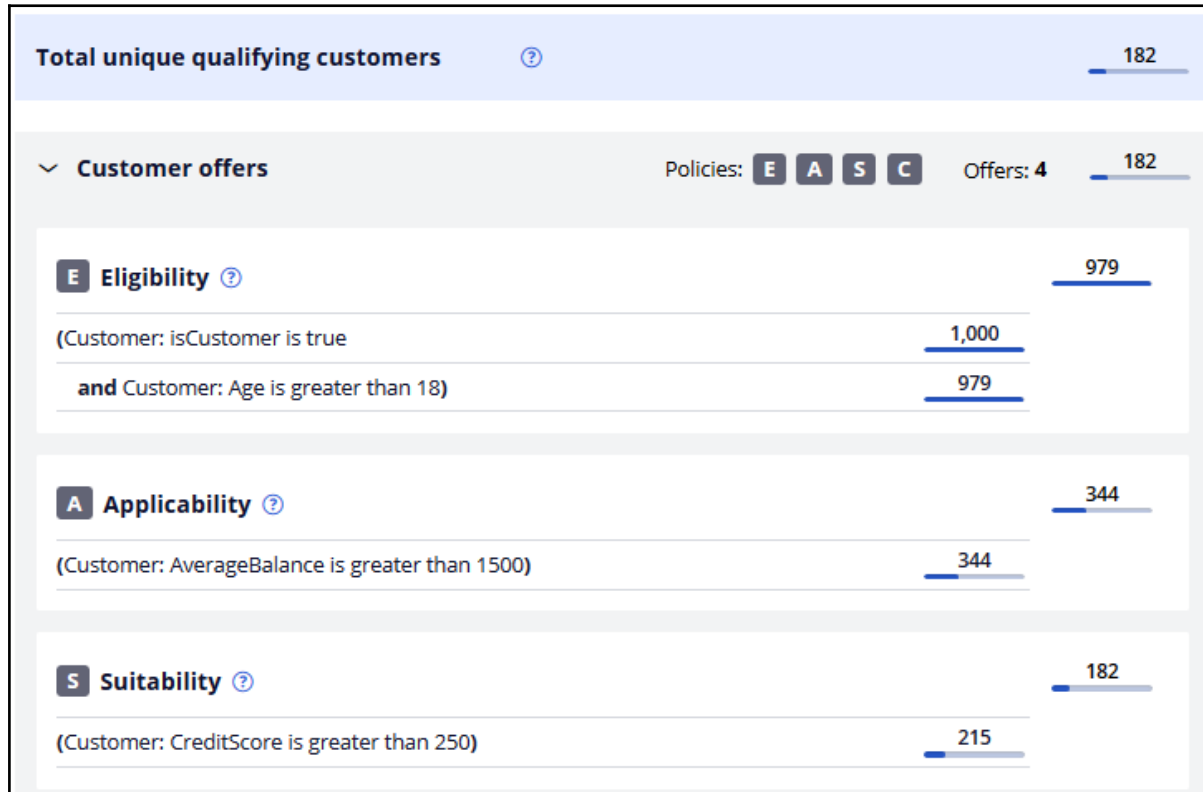 Total unique qualifying customers ? 182
Customer offers Policies: E A S C Offers: 4 182
E Eligibility ? 979
(Customer: isCustomer is true 1,000
and Customer: Age is greater than 18) 979
A Applicability ? 344
(Customer: AverageBalance is greater than 1500) 344
S Suitability ? 182
(Customer: CreditScore is greater than 250) 215